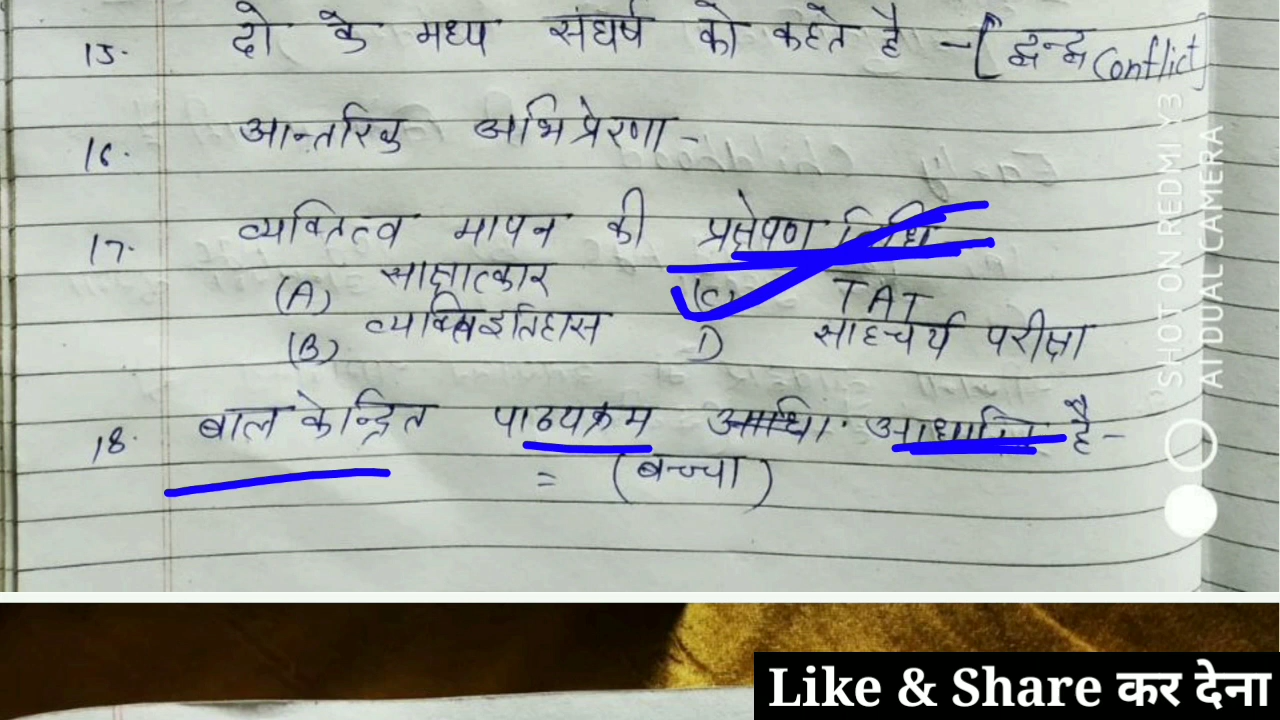 15. दो के मध्य संघर्ष को कहते है - [द्वन्द्व Conflict]
16. आन्तरिक अभिप्रेरणा -
17. व्यक्तित्व मापन की प्रक्षेपण विधि
(A) साक्षात्कार (C) TAT
(B) व्यक्तिइतिहास D) साहचर्य परीक्षा
18. बाल केन्द्रित पाठ्यक्रम आधारित है -
= (बच्चा)
SHOT ON REDMI Y3
AI DUAL CAMERA
Like & Share कर देना